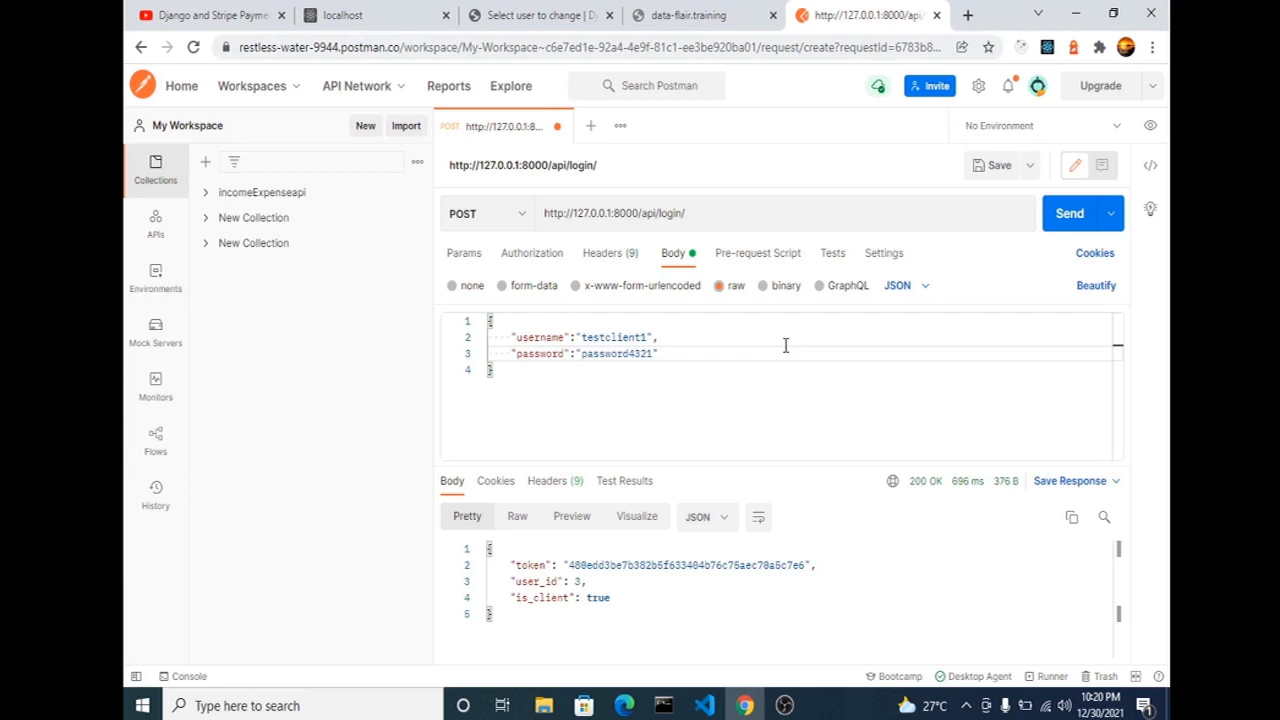 Django and Stripe Payme
localhost
Select user to change | Dj
data-flair.training
http://127.0.0.1:8000/api/
restless-water-9944.postman.co/workspace/My-Workspace~c6e7ed1e-92a4-4e9f-81c1-ee3be920ba01/request/create?requestId=6783b8...
Home
Workspaces
API Network
Reports
Explore
Search Postman
Invite
Upgrade
My Workspace
New
Import
POST http://127.0.0.1:8...
No Environment
Collections
APIs
Environments
Mock Servers
Monitors
Flows
History
incomeExpenseapi
New Collection
New Collection
http://127.0.0.1:8000/api/login/
Save
POST
http://127.0.0.1:8000/api/login/
Send
Params
Authorization
Headers (9)
Body
Pre-request Script
Tests
Settings
Cookies
none
form-data
x-www-form-urlencoded
raw
binary
GraphQL
JSON
Beautify
1 {
2 "username":"testclient1",
3 "password":"password4321"
4 }
Body
Cookies
Headers (9)
Test Results
200 OK
696 ms
376 B
Save Response
Pretty
Raw
Preview
Visualize
JSON
1 {
2 "token": "480edd3be7b382b5f633404b76c75aec70a5c7e6",
3 "user_id": 3,
4 "is_client": true
5 }
Console
Bootcamp
Desktop Agent
Runner
Trash
Type here to search
27°C
10:20 PM
12/30/2021
1